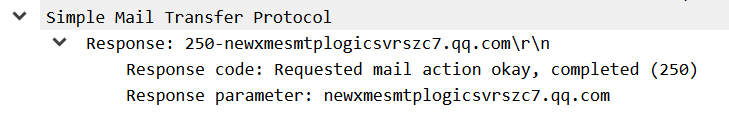 Simple Mail Transfer Protocol
Response: 250-newxmesmtplogicsvrszc7.qq.com\r\n
Response code: Requested mail action okay, completed (250)
Response parameter: newxmesmtplogicsvrszc7.qq.com